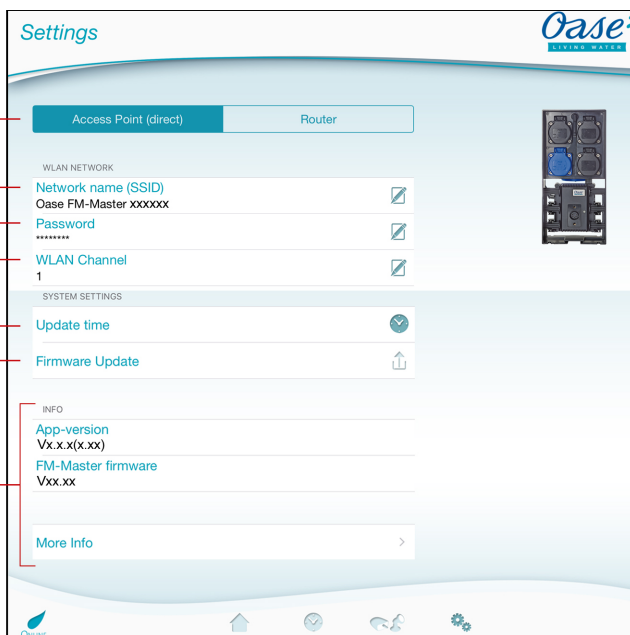 Settings
Oase
LIVING WATER
Access Point (direct)
Router
WLAN NETWORK
Network name (SSID)
Oase FM-Master xxxxxx
Password
********
WLAN Channel
1
SYSTEM SETTINGS
Update time
Firmware Update
INFO
App-version
Vx.x.x(x.xx)
FM-Master firmware
Vxx.xx
More Info